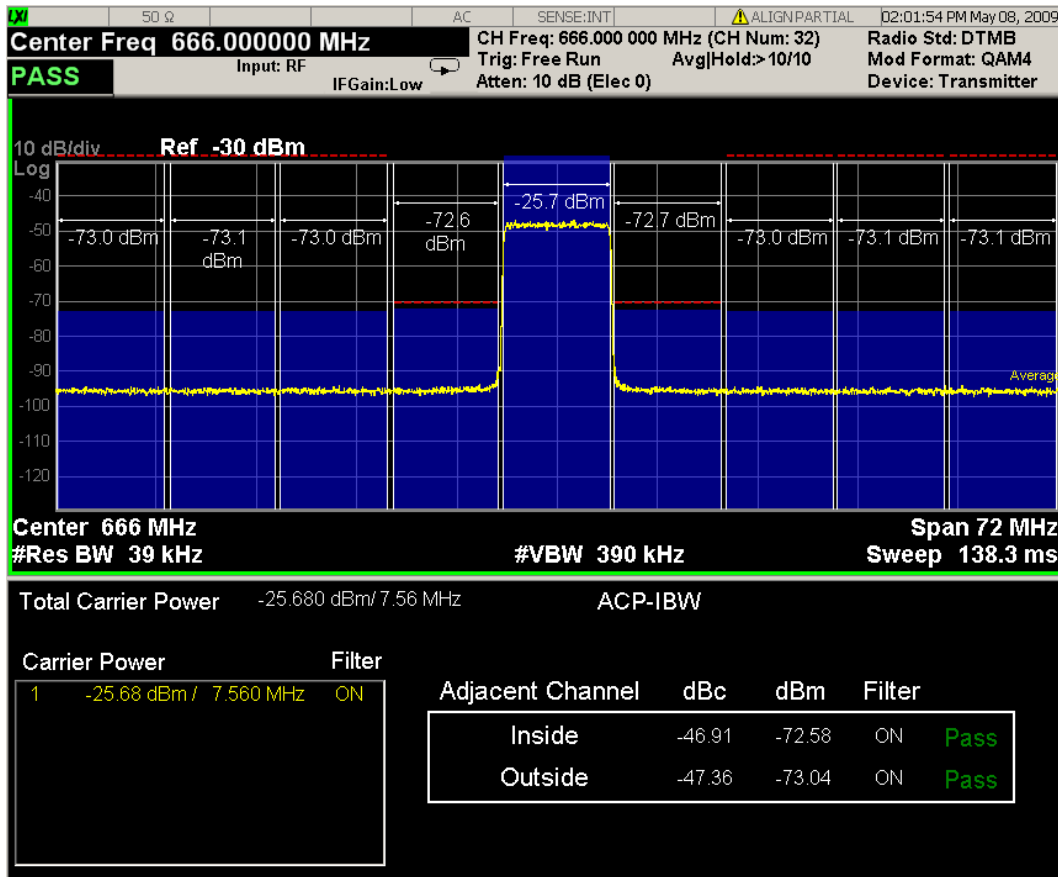 LXI 50 Ω AC SENSE:INT ALIGN PARTIAL 02:01:54 PM May 08, 2009
Center Freq 666.000000 MHz
CH Freq: 666.000 000 MHz (CH Num: 32)
Radio Std: DTMB
PASS
Input: RF
IFGain:Low
Trig: Free Run
Avg|Hold:>10/10
Mod Format: QAM4
Atten: 10 dB (Elec 0)
Device: Transmitter
10 dB/div Ref -30 dBm
Log
-40
-50
-60
-70
-80
-90
-100
-110
-120
-73.0 dBm
-73.1
dBm
-73.0 dBm
-72.6
dBm
-25.7 dBm
-72.7 dBm
-73.0 dBm
-73.1 dBm
-73.1 dBm
Average
Center 666 MHz Span 72 MHz
#Res BW 39 kHz #VBW 390 kHz Sweep 138.3 ms
Total Carrier Power -25.680 dBm/ 7.56 MHz ACP-IBW
Carrier Power Filter
1 -25.68 dBm / 7.560 MHz ON
Adjacent Channel dBc dBm Filter
Inside -46.91 -72.58 ON Pass
Outside -47.36 -73.04 ON Pass